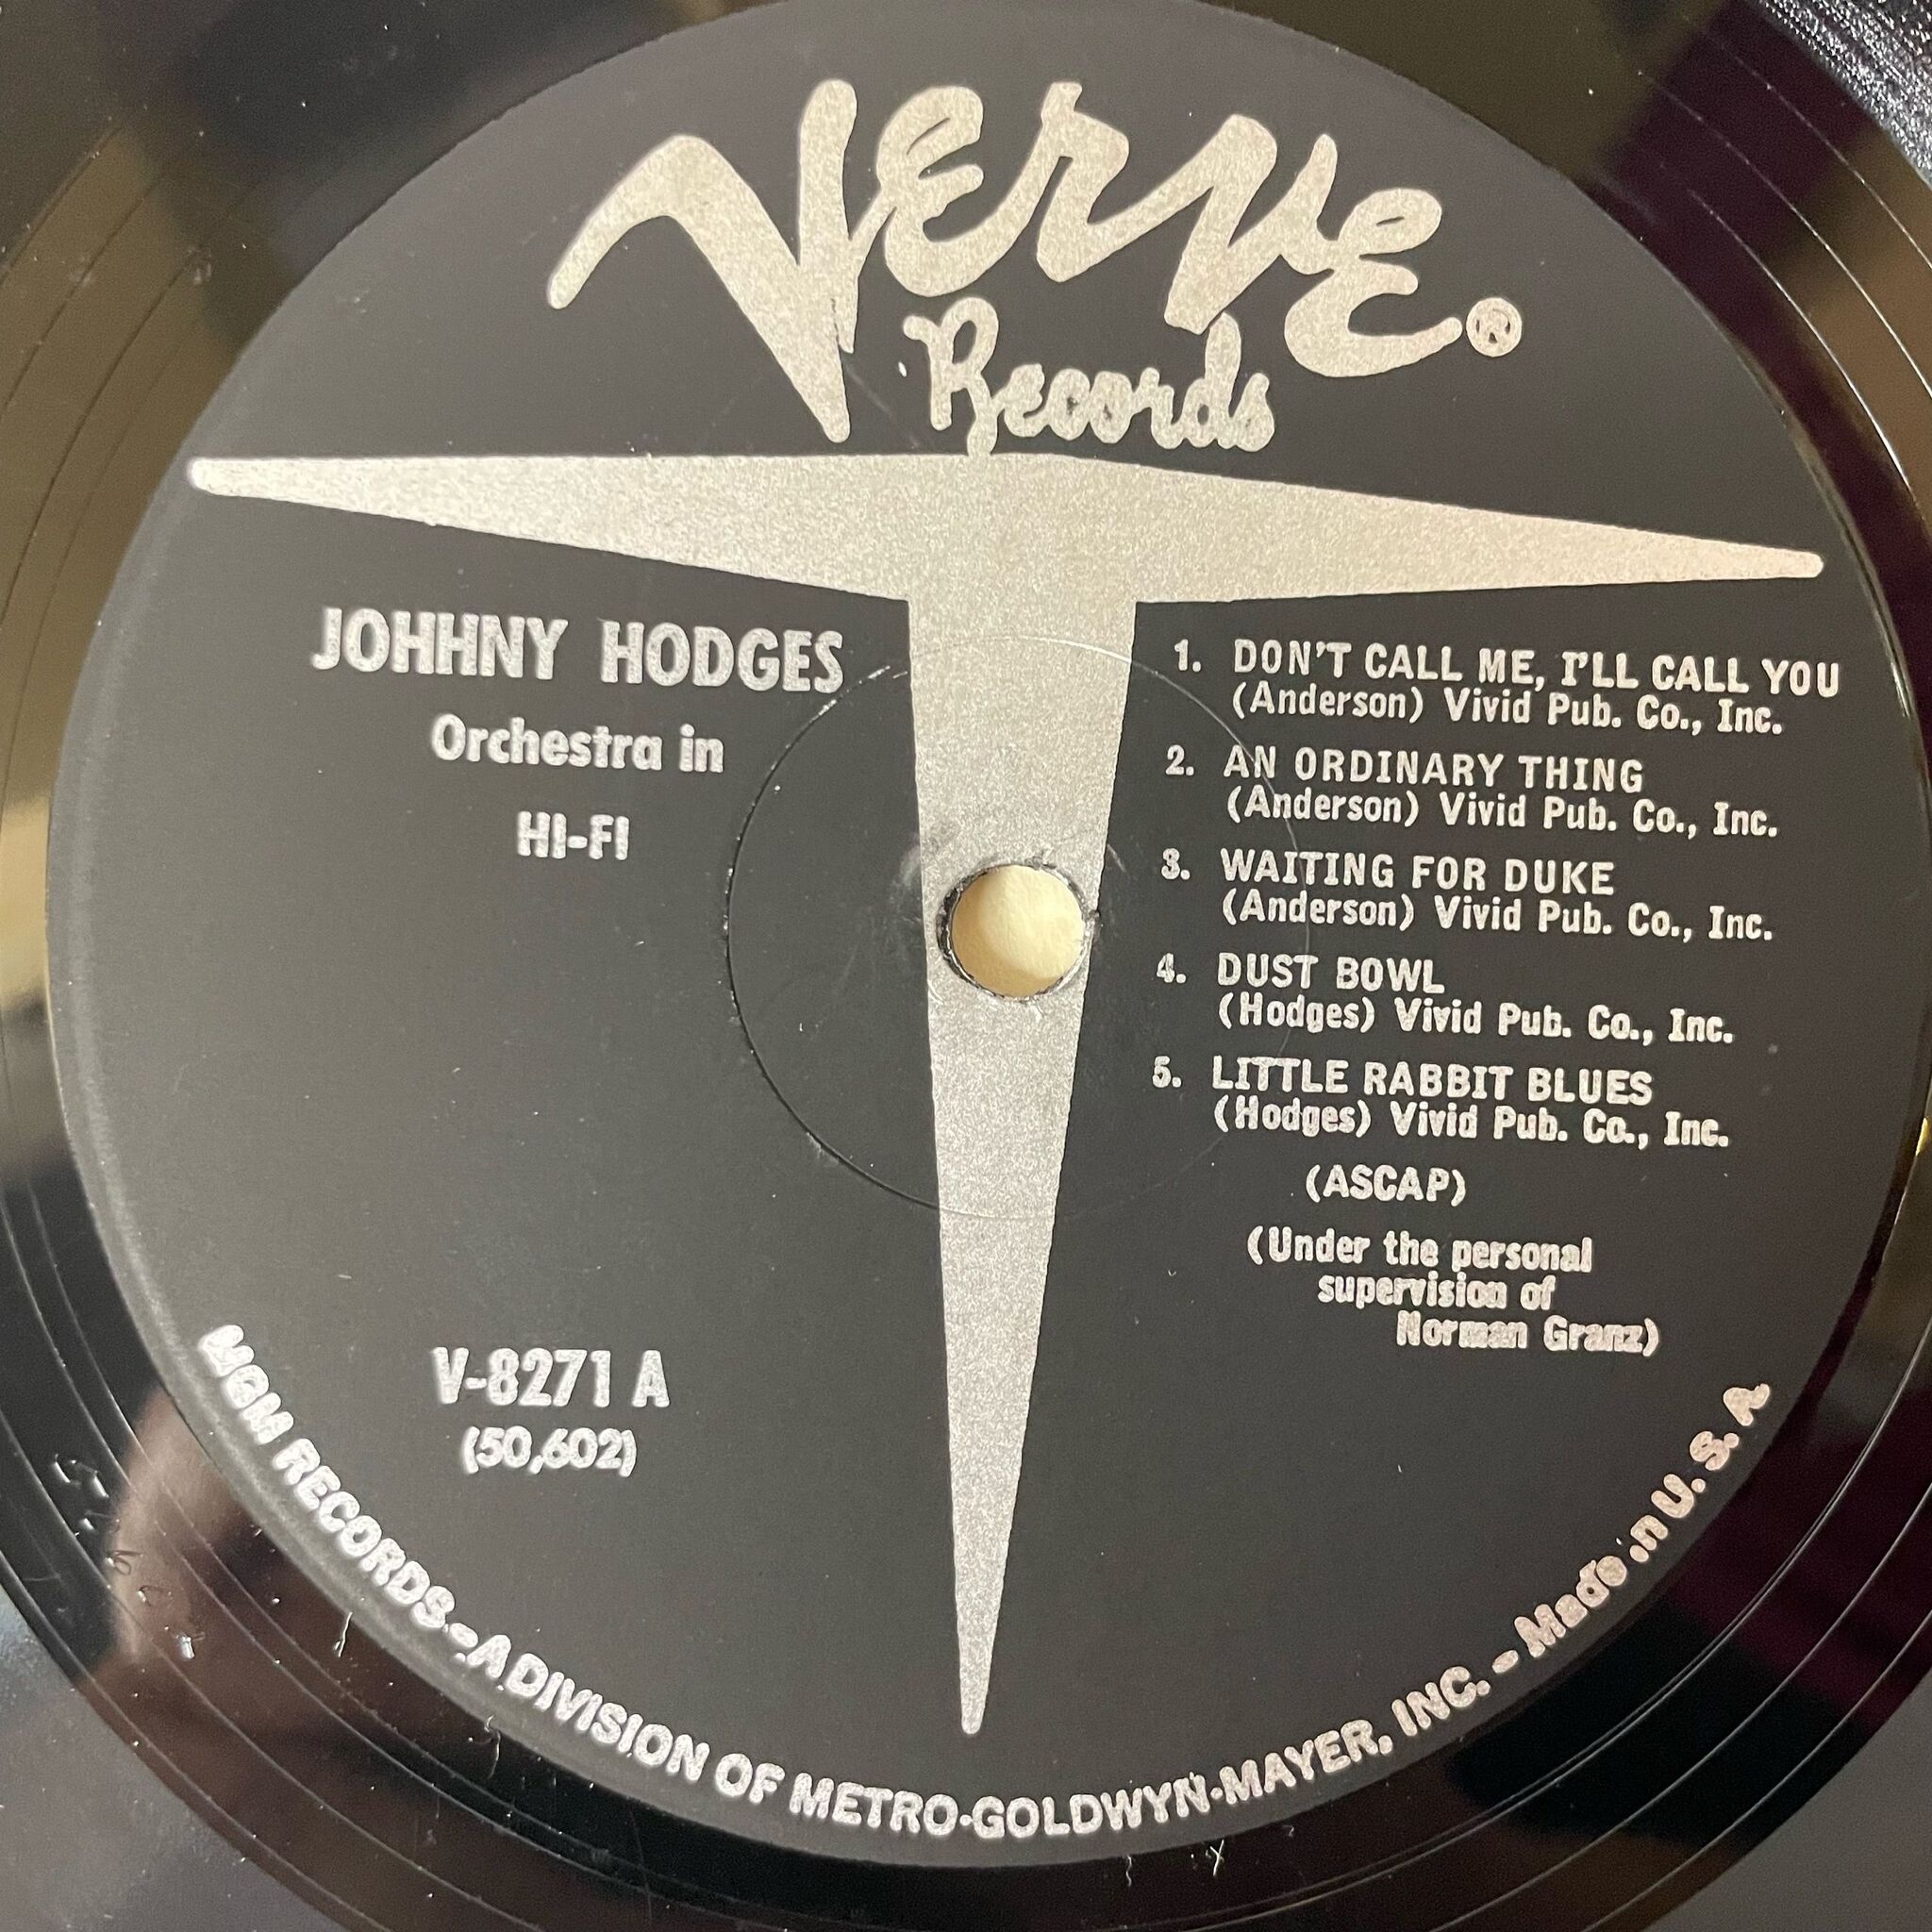 Verve®
Records
JOHHNY HODGES
Orchestra in
HI-FI
1. DON'T CALL ME, I'LL CALL YOU
(Anderson) Vivid Pub. Co., Inc.
2. AN ORDINARY THING
(Anderson) Vivid Pub. Co., Inc.
3. WAITING FOR DUKE
(Anderson) Vivid Pub. Co., Inc.
4. DUST BOWL
(Hodges) Vivid Pub. Co., Inc.
5. LITTLE RABBIT BLUES
(Hodges) Vivid Pub. Co., Inc.
(ASCAP)
(Under the personal
supervision of
Norman Granz)
V-8271 A
(50,602)
MGM RECORDS.-A DIVISION OF METRO-GOLDWYN-MAYER, INC. - Made in U. S. A